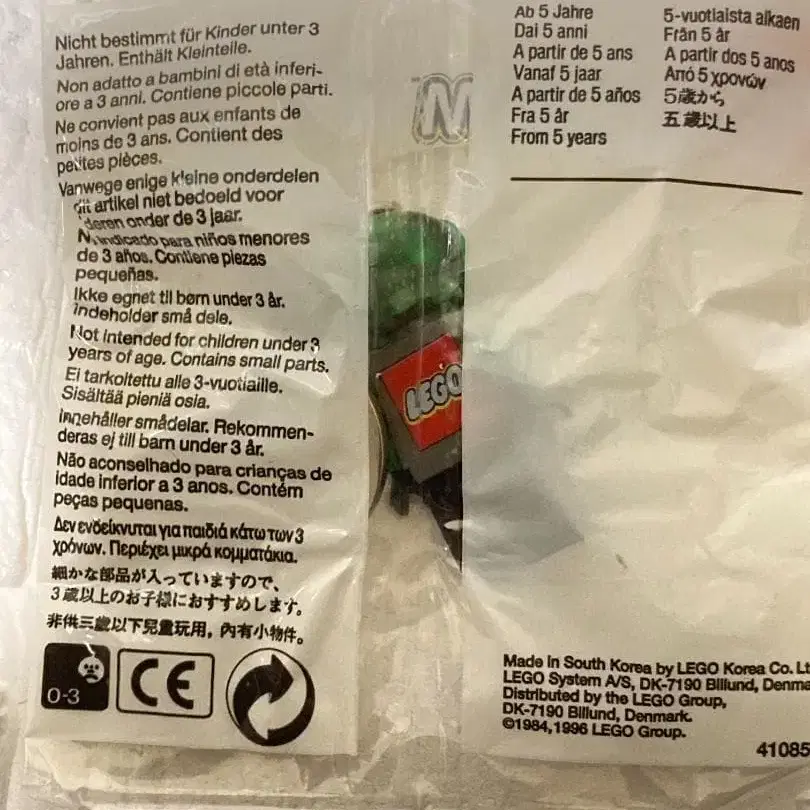 Nicht bestimmt für Kinder unter 3
Jahren. Enthält Kleinteile.
Non adatto a bambini di età inferi-
ore a 3 anni. Contiene piccole parti.
Ne convient pas aux enfants de
moins de 3 ans. Contient des
petites pièces.
Vanwege enige kleine onderdelen
dit artikel niet bedoeld voor
deren onder de 3 jaar.
indicado para niños menores
de 3 años. Contiene piezas
pequeñas.
Ikke egnet til børn under 3 år.
Indeholder små dele.
Not intended for children under 3
years of age. Contains small parts.
Ei tarkoitettu alle 3-vuotiaille.
Sisältää pieniä osia.
Innehåller smådelar. Rekommen-
deras ej till barn under 3 år.
Não aconselhado para crianças de
idade inferior a 3 anos. Contém
peças pequenas.
Δεν ενδείκνυται για παιδιά κάτω των 3
χρόνων. Περιέχει μικρά κομματάκια.
細かな部品が入っていますので、
3歳以上のお子様におすすめします。
非供三歲以下兒童玩用，內有小物件。
0-3
CE
M
LEGO
Ab 5 Jahre
Dai 5 anni
A partir de 5 ans
Vanaf 5 jaar
A partir de 5 años
Fra 5 år
From 5 years
5-vuotiaista alkaen
Från 5 år
A partir dos 5 anos
Από 5 χρονών
5歳から
五歲以上
Made in South Korea by LEGO Korea Co. Lt
LEGO System A/S, DK-7190 Billund, Denma
Distributed by the LEGO Group,
DK-7190 Billund, Denmark.
©1984,1996 LEGO Group.
41085